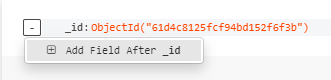 _id:ObjectId("61d4c8125fcf94bd152f6f3b")
Add Field After _id